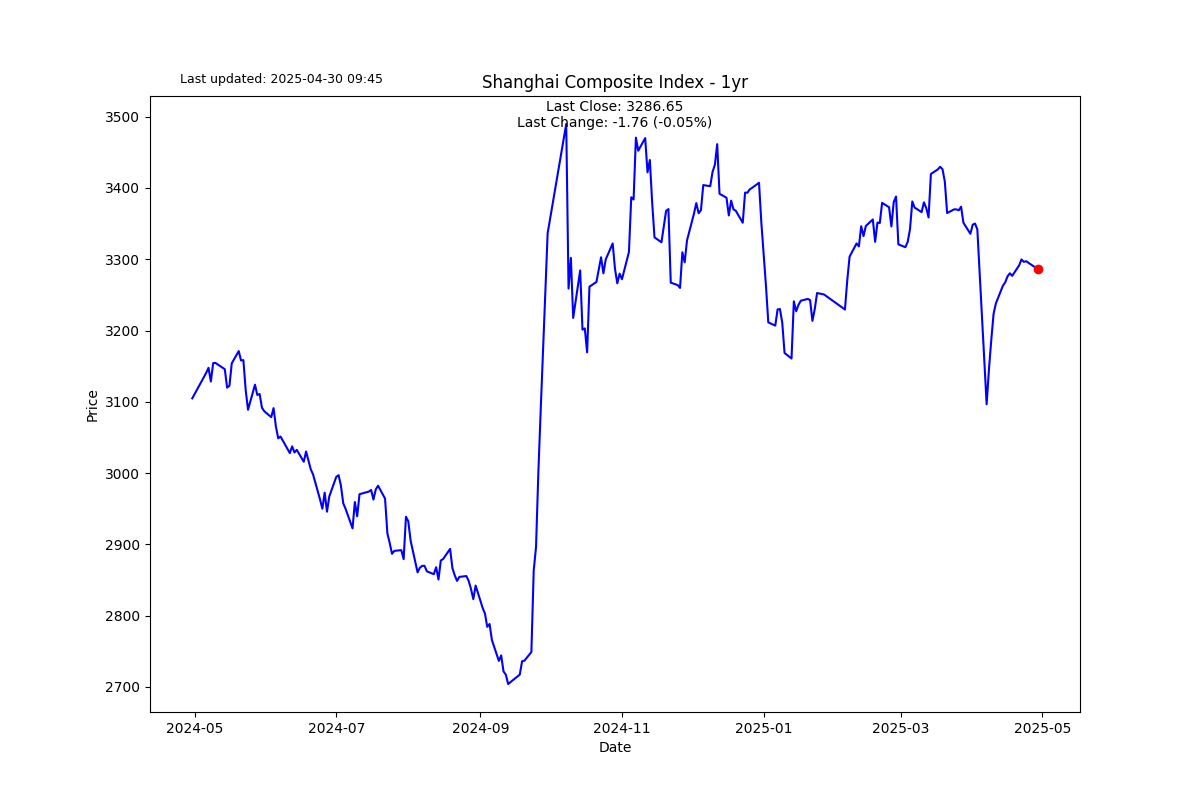 Last updated: 2025-04-30 09:45
Shanghai Composite Index - 1yr
Last Close: 3286.65
Last Change: -1.76 (-0.05%)
3500
3400
3300
3200
3100
3000
2900
2800
2700
Price
2024-05
2024-07
2024-09
2024-11
2025-01
2025-03
2025-05
Date